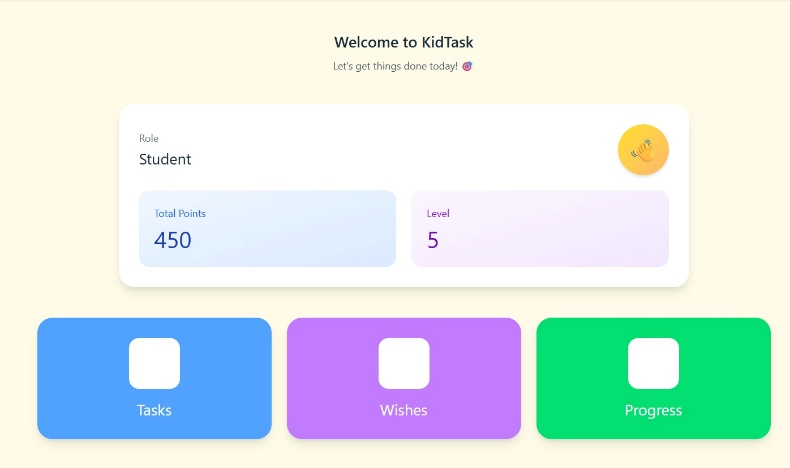 Welcome to KidTask
Let's get things done today! 🎯
Role
Student
Total Points
450
Level
5
Tasks
Wishes
Progress